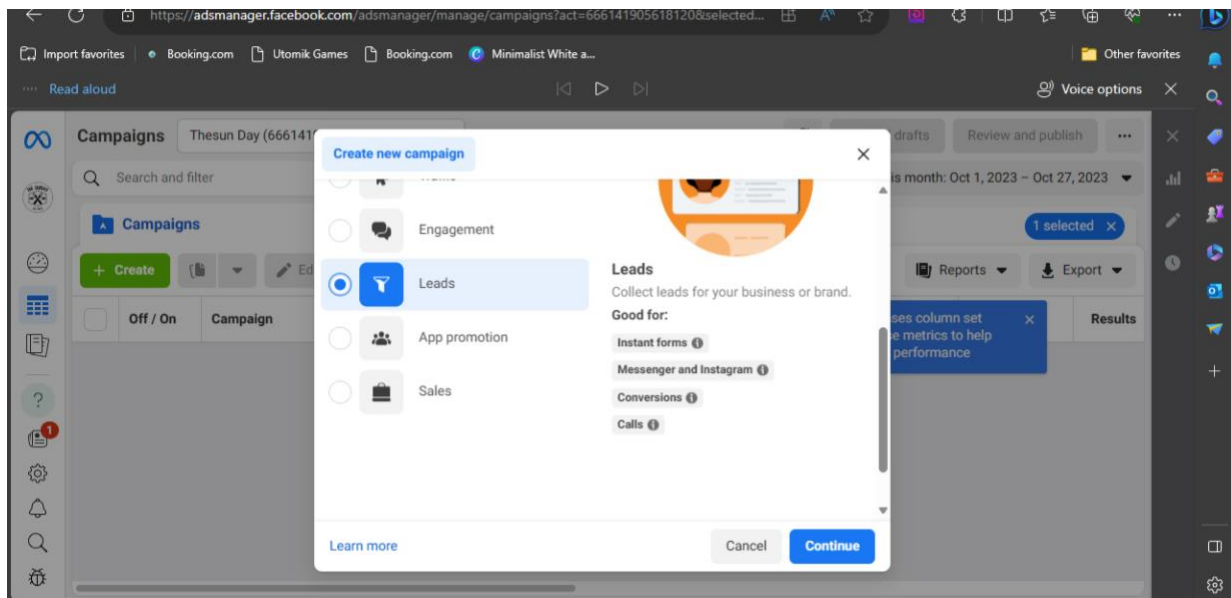 https://adsmanager.facebook.com/adsmanager/manage/campaigns?act=666141905618120&selected...
Import favorites
Booking.com
Utomik Games
Booking.com
Minimalist White a...
Other favorites
Read aloud
Voice options
Campaigns
Thesun Day (666141
drafts
Review and publish
Search and filter
is month: Oct 1, 2023 – Oct 27, 2023
Campaigns
1 selected
+ Create
Ed
Reports
Export
Off / On
Campaign
ses column set
e metrics to help
performance
Results
1
Create new campaign
Engagement
Leads
App promotion
Sales
Leads
Collect leads for your business or brand.
Good for:
Instant forms
Messenger and Instagram
Conversions
Calls
Learn more
Cancel
Continue